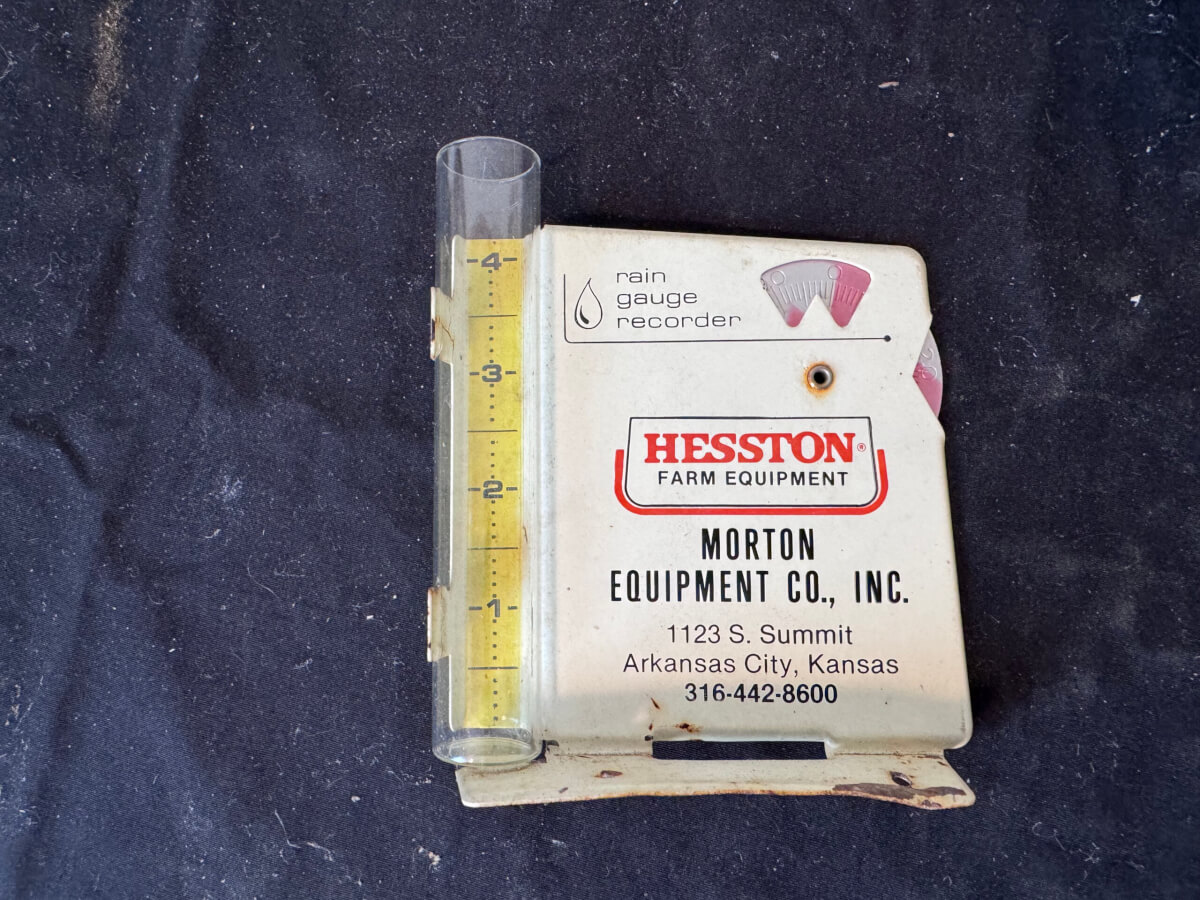 -4-
-3-
-2-
-1-
rain
gauge
recorder
HESSTON®
FARM EQUIPMENT
MORTON
EQUIPMENT CO., INC.
1123 S. Summit
Arkansas City, Kansas
316-442-8600